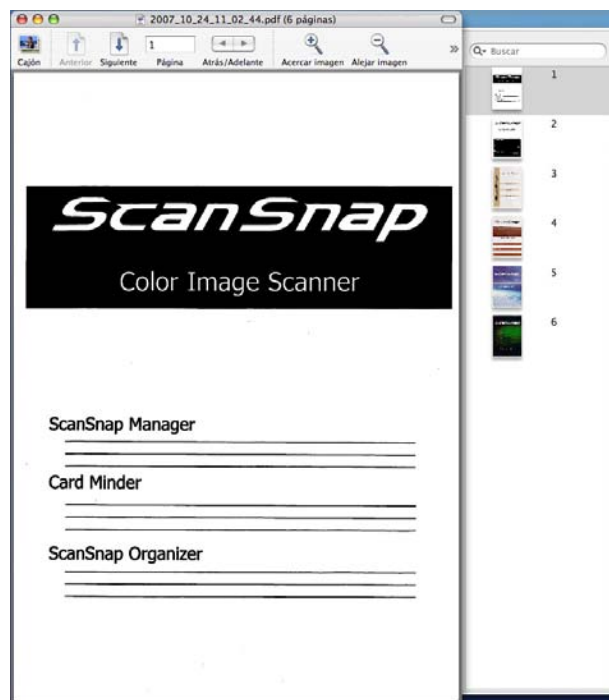 2007_10_24_11_02_44.pdf (6 páginas)
Cajón
Anterior
Siguiente
1
Página
Atrás/Adelante
Acercar imagen
Alejar imagen
»
Buscar
ScanSnap
Color Image Scanner
ScanSnap Manager
Card Minder
ScanSnap Organizer
1
2
3
4
5
6